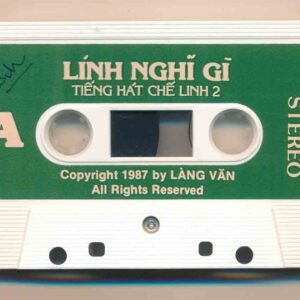 LÍNH NGHĨ GÌ
TIẾNG HÁT CHẾ LINH 2
A
STEREO
Copyright 1987 by LÀNG VĂN
All Rights Reserved